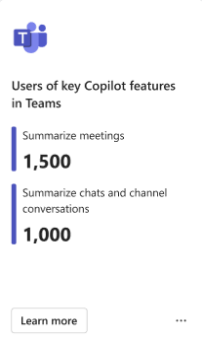 Users of key Copilot features
in Teams
Summarize meetings
1,500
Summarize chats and channel
conversations
1,000
Learn more